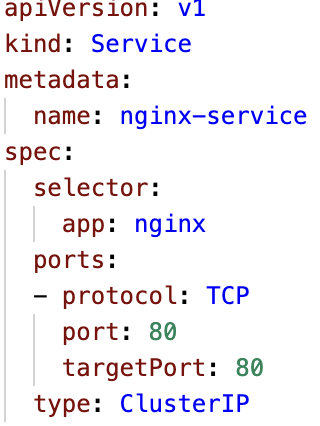 apiVersion: v1
kind: Service
metadata:
  name: nginx-service
spec:
  selector:
    app: nginx
  ports:
  - protocol: TCP
    port: 80
    targetPort: 80
  type: ClusterIP